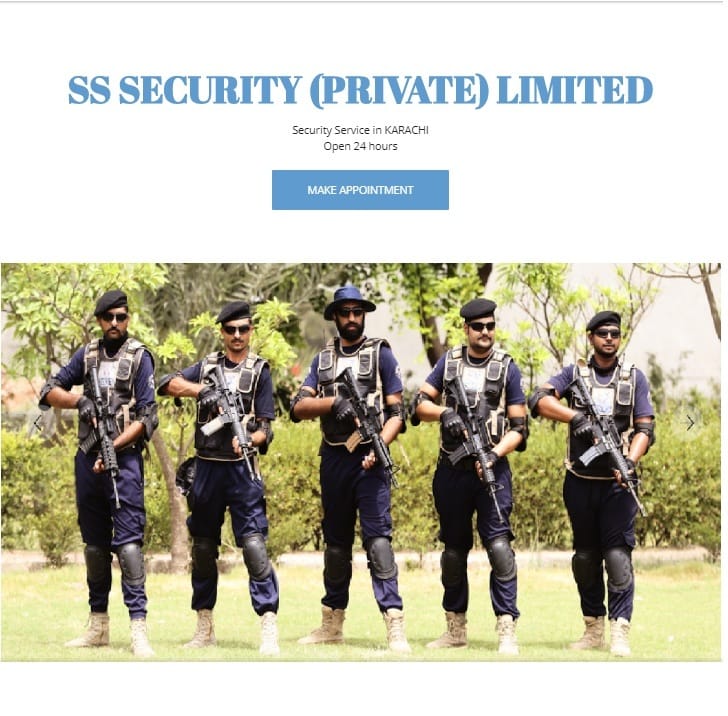 SS SECURITY (PRIVATE) LIMITED
Security Service in KARACHI
Open 24 hours
MAKE APPOINTMENT